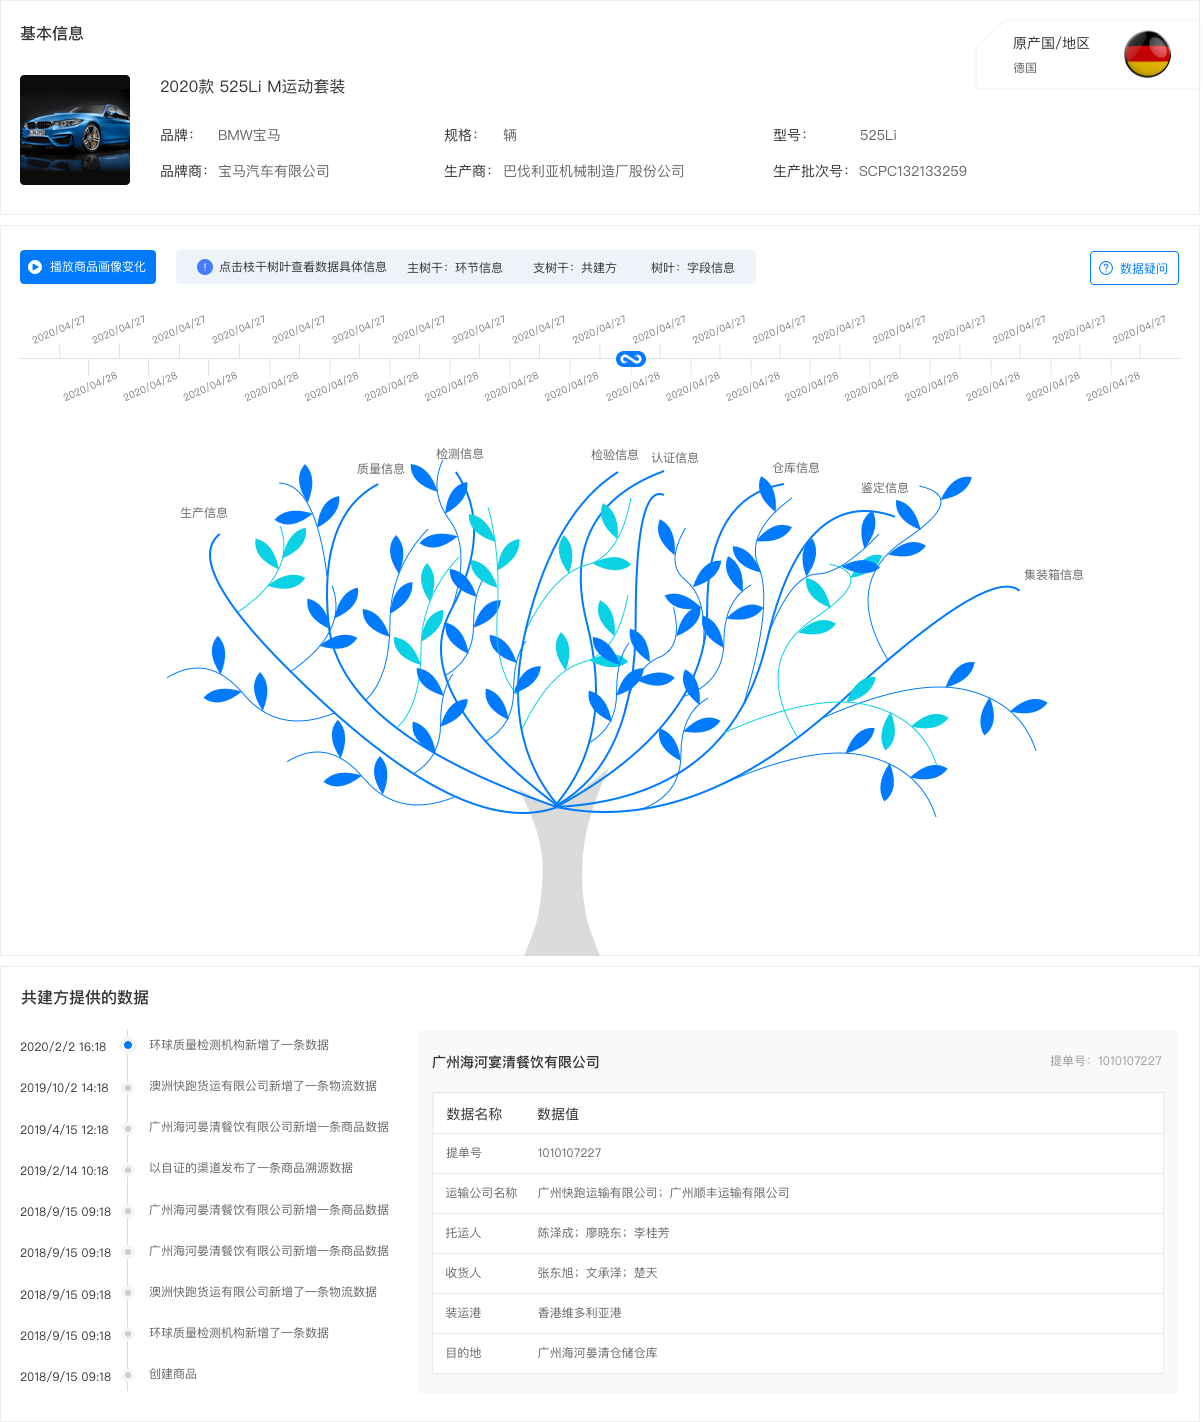 基本信息
原产国/地区
德国
2020款 525Li M运动套装
品牌： BMW宝马 规格： 辆 型号： 525Li
品牌商： 宝马汽车有限公司 生产商： 巴伐利亚机械制造厂股份公司 生产批次号： SCPC132133259
播放商品画像变化 ! 点击枝干树叶查看数据具体信息 主树干：环节信息 支树干：共建方 树叶：字段信息 ? 数据疑问
2020/04/27 2020/04/27 2020/04/27 2020/04/27 2020/04/27 2020/04/27 2020/04/27 2020/04/27 2020/04/27 2020/04/27 2020/04/27 2020/04/27 2020/04/27 2020/04/27 2020/04/27 2020/04/27 2020/04/27 2020/04/27 2020/04/27
2020/04/28 2020/04/28 2020/04/28 2020/04/28 2020/04/28 2020/04/28 2020/04/28 2020/04/28 2020/04/28 2020/04/28 2020/04/28 2020/04/28 2020/04/28 2020/04/28 2020/04/28 2020/04/28 2020/04/28 2020/04/28
生产信息
质量信息
检测信息
检验信息
认证信息
仓库信息
鉴定信息
集装箱信息
共建方提供的数据
2020/2/2 16:18 环球质量检测机构新增了一条数据
2019/10/2 14:18 澳洲快跑货运有限公司新增了一条物流数据
2019/4/15 12:18 广州海河晏清餐饮有限公司新增一条商品数据
2019/2/14 10:18 以自证的渠道发布了一条商品溯源数据
2018/9/15 09:18 广州海河晏清餐饮有限公司新增一条商品数据
2018/9/15 09:18 广州海河晏清餐饮有限公司新增一条商品数据
2018/9/15 09:18 澳洲快跑货运有限公司新增了一条物流数据
2018/9/15 09:18 环球质量检测机构新增了一条数据
2018/9/15 09:18 创建商品
广州海河宴清餐饮有限公司 提单号：1010107227
数据名称 数据值
提单号 1010107227
运输公司名称 广州快跑运输有限公司；广州顺丰运输有限公司
托运人 陈泽成；廖晓东；李桂芳
收货人 张东旭；文承泽；楚天
装运港 香港维多利亚港
目的地 广州海河晏清仓储仓库